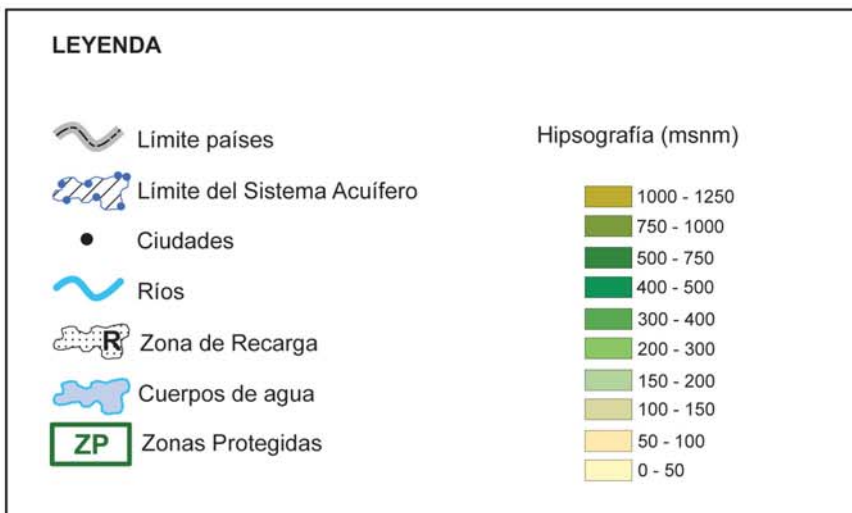 LEYENDA
Límite países
Límite del Sistema Acuífero
Ciudades
Ríos
R
Zona de Recarga
Cuerpos de agua
ZP
Zonas Protegidas
Hipsografía (msnm)
1000 - 1250
750 - 1000
500 - 750
400 - 500
300 - 400
200 - 300
150 - 200
100 - 150
50 - 100
0 - 50